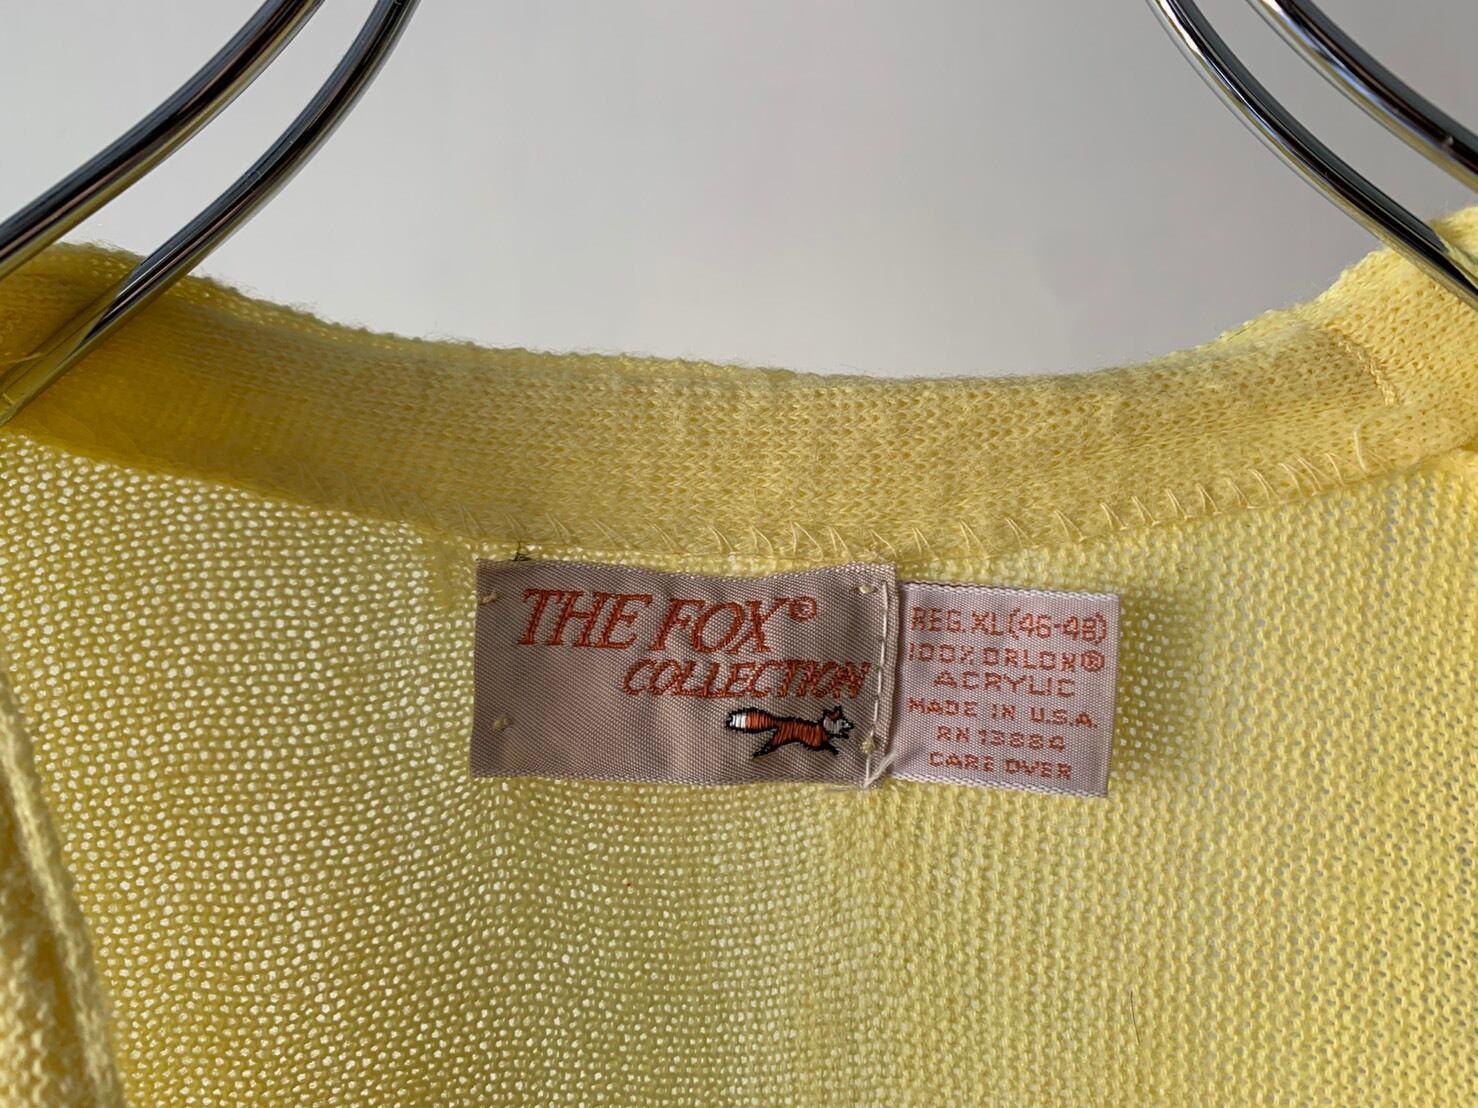 THE FOX®
COLLECTION
REG. XL (46-48)
100% ORLON®
ACRYLIC
MADE IN U.S.A.
RN 13884
CARE OVER